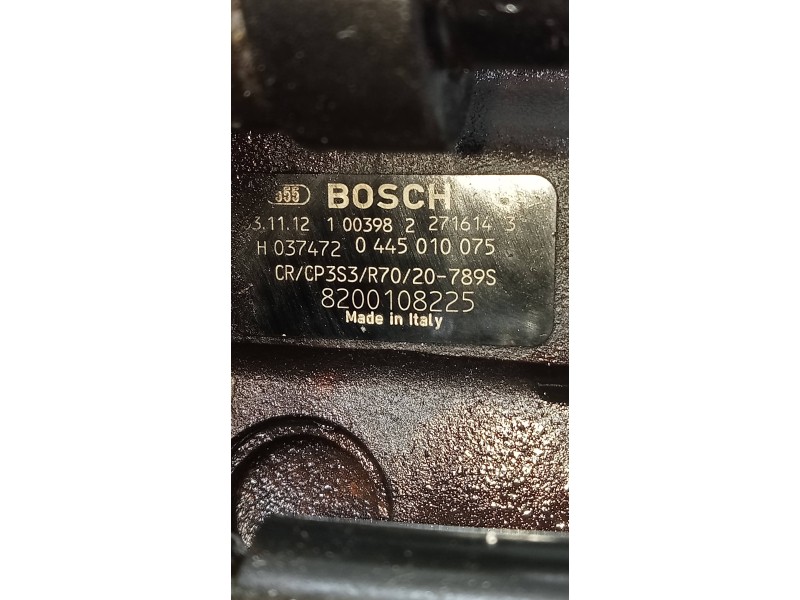 BOSCH
3.11.12 1 00398 2 271614 3
H 037472 0 445 010 075
CR/CP3S3/R70/20-789S
8200108225
Made in Italy